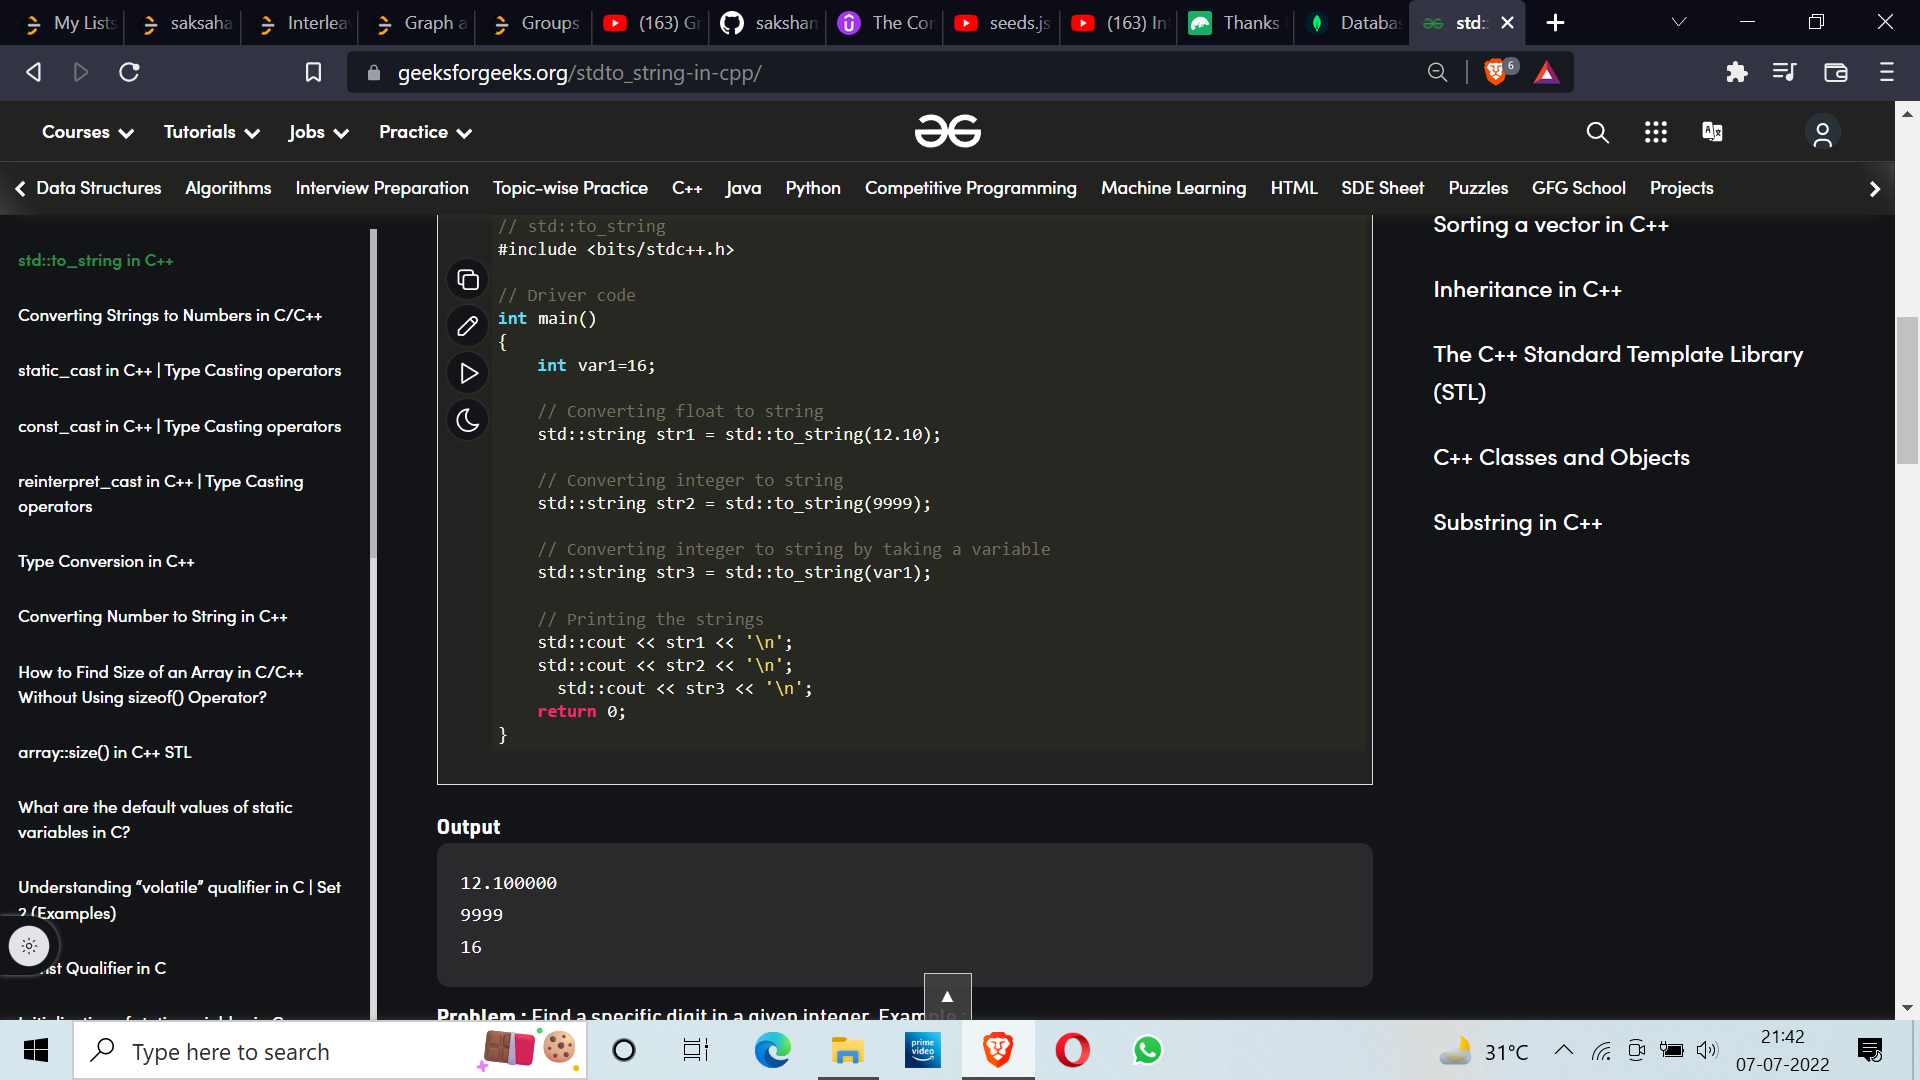 My Lists
saksaha
Interleav
Graph a
Groups
(163) Gr
saksham
The Com
seeds.js
(163) In
Thanks
Databas
std::
geeksforgeeks.org/stdto_string-in-cpp/
6
Courses
Tutorials
Jobs
Practice
Data Structures
Algorithms
Interview Preparation
Topic-wise Practice
C++
Java
Python
Competitive Programming
Machine Learning
HTML
SDE Sheet
Puzzles
GFG School
Projects
std::to_string in C++
Converting Strings to Numbers in C/C++
static_cast in C++ | Type Casting operators
const_cast in C++ | Type Casting operators
reinterpret_cast in C++ | Type Casting
operators
Type Conversion in C++
Converting Number to String in C++
How to Find Size of an Array in C/C++
Without Using sizeof() Operator?
array::size() in C++ STL
What are the default values of static
variables in C?
Understanding “volatile” qualifier in C | Set
2 (Examples)
Qualifier in C
// std::to_string
#include <bits/stdc++.h>
// Driver code
int main()
{
int var1=16;
// Converting float to string
std::string str1 = std::to_string(12.10);
// Converting integer to string
std::string str2 = std::to_string(9999);
// Converting integer to string by taking a variable
std::string str3 = std::to_string(var1);
// Printing the strings
std::cout << str1 << '\n';
std::cout << str2 << '\n';
std::cout << str3 << '\n';
return 0;
}
Output
12.100000
9999
16
Problem : Find a specific digit in a given integer. Example :
Sorting a vector in C++
Inheritance in C++
The C++ Standard Template Library
(STL)
C++ Classes and Objects
Substring in C++
Type here to search
prime
video
31°C
21:42
07-07-2022